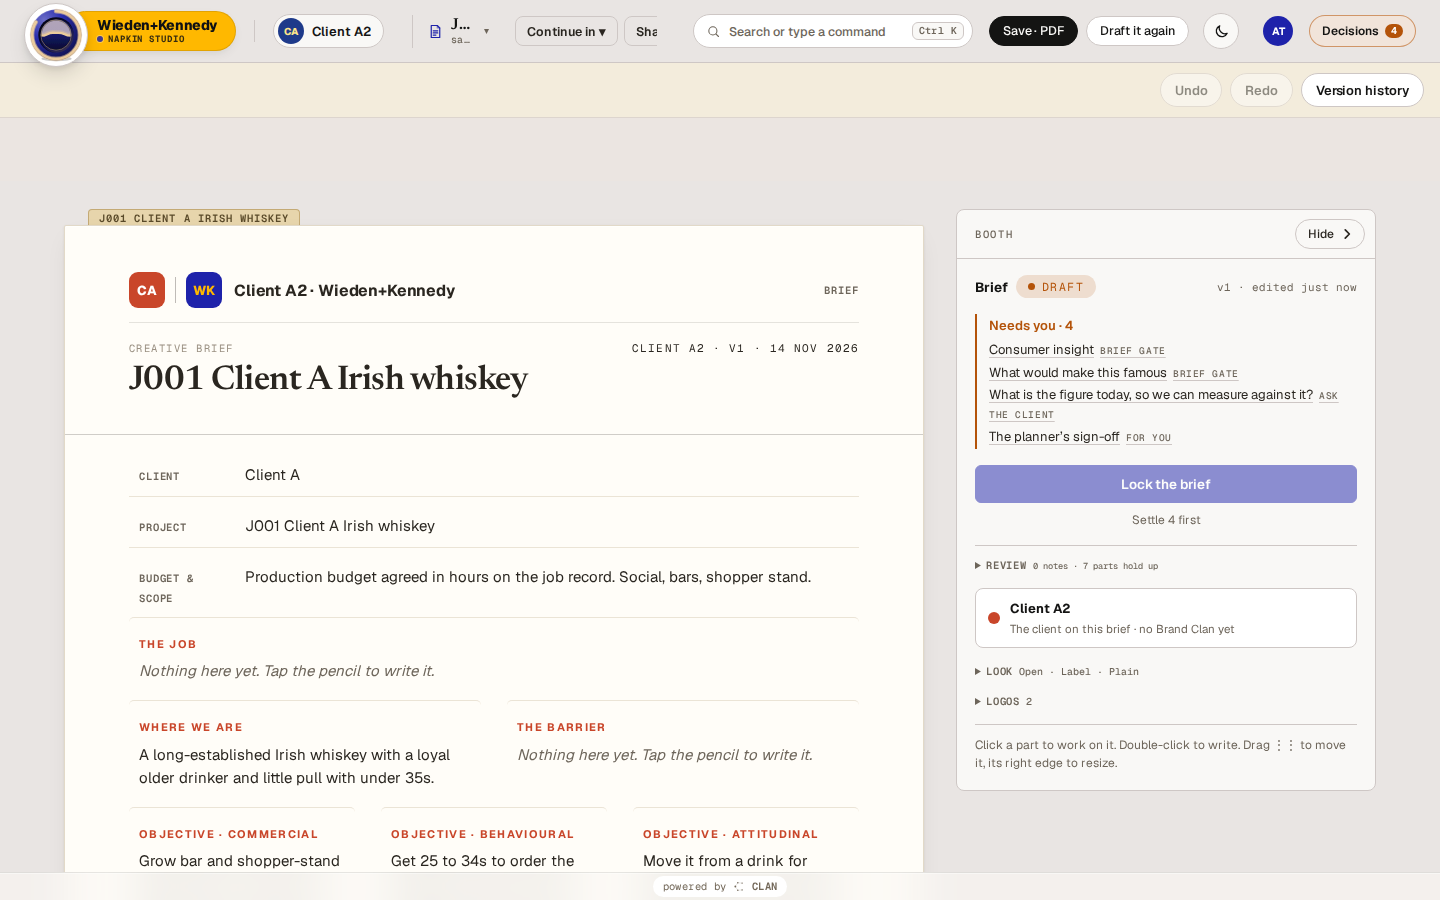 Wieden+Kennedy
NAPKIN STUDIO
CA Client A2
J...
sa...
Continue in ▾
Sha
Search or type a command
Ctrl K
Save · PDF
Draft it again
AT
Decisions 4
Undo
Redo
Version history
J001 CLIENT A IRISH WHISKEY
CA WK Client A2 · Wieden+Kennedy
BRIEF
CREATIVE BRIEF
CLIENT A2 · V1 · 14 NOV 2026
J001 Client A Irish whiskey
CLIENT
Client A
PROJECT
J001 Client A Irish whiskey
BUDGET &
SCOPE
Production budget agreed in hours on the job record. Social, bars, shopper stand.
THE JOB
Nothing here yet. Tap the pencil to write it.
WHERE WE ARE
A long-established Irish whiskey with a loyal
older drinker and little pull with under 35s.
THE BARRIER
Nothing here yet. Tap the pencil to write it.
OBJECTIVE · COMMERCIAL
Grow bar and shopper-stand
OBJECTIVE · BEHAVIOURAL
Get 25 to 34s to order the
OBJECTIVE · ATTITUDINAL
Move it from a drink for
BOOTH
Hide
Brief
DRAFT
v1 · edited just now
Needs you · 4
Consumer insight BRIEF GATE
What would make this famous BRIEF GATE
What is the figure today, so we can measure against it? ASK
THE CLIENT
The planner's sign-off FOR YOU
Lock the brief
Settle 4 first
REVIEW 0 notes · 7 parts hold up
Client A2
The client on this brief · no Brand Clan yet
LOOK Open · Label · Plain
LOGOS 2
Click a part to work on it. Double-click to write. Drag ⋮⋮ to move
it, its right edge to resize.
powered by CLAN